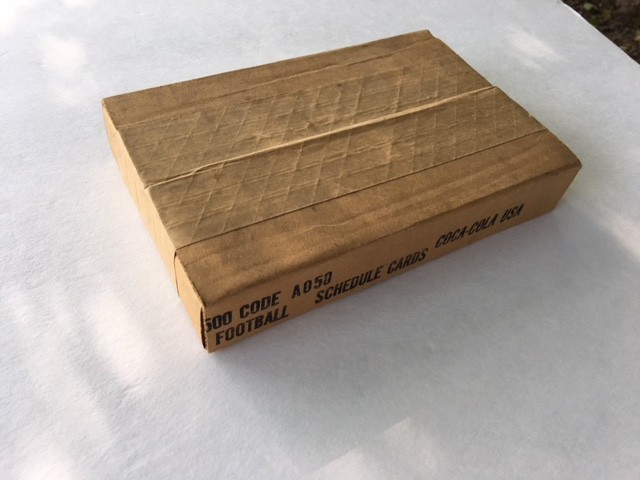 500 CODE A050
FOOTBALL SCHEDULE CARDS COCA-COLA USA